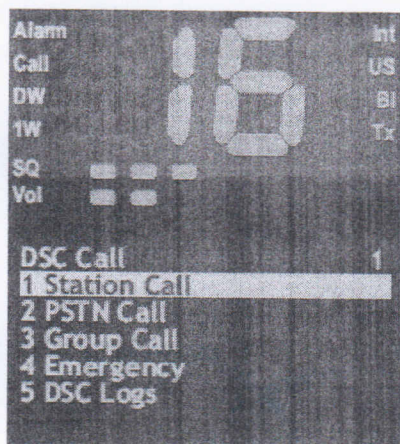 Alarm
Int
Call
US
DW
BI
1W
Tx
16
SQ
Vol
DSC Call 1
1 Station Call
2 PSTN Call
3 Group Call
4 Emergency
5 DSC Logs